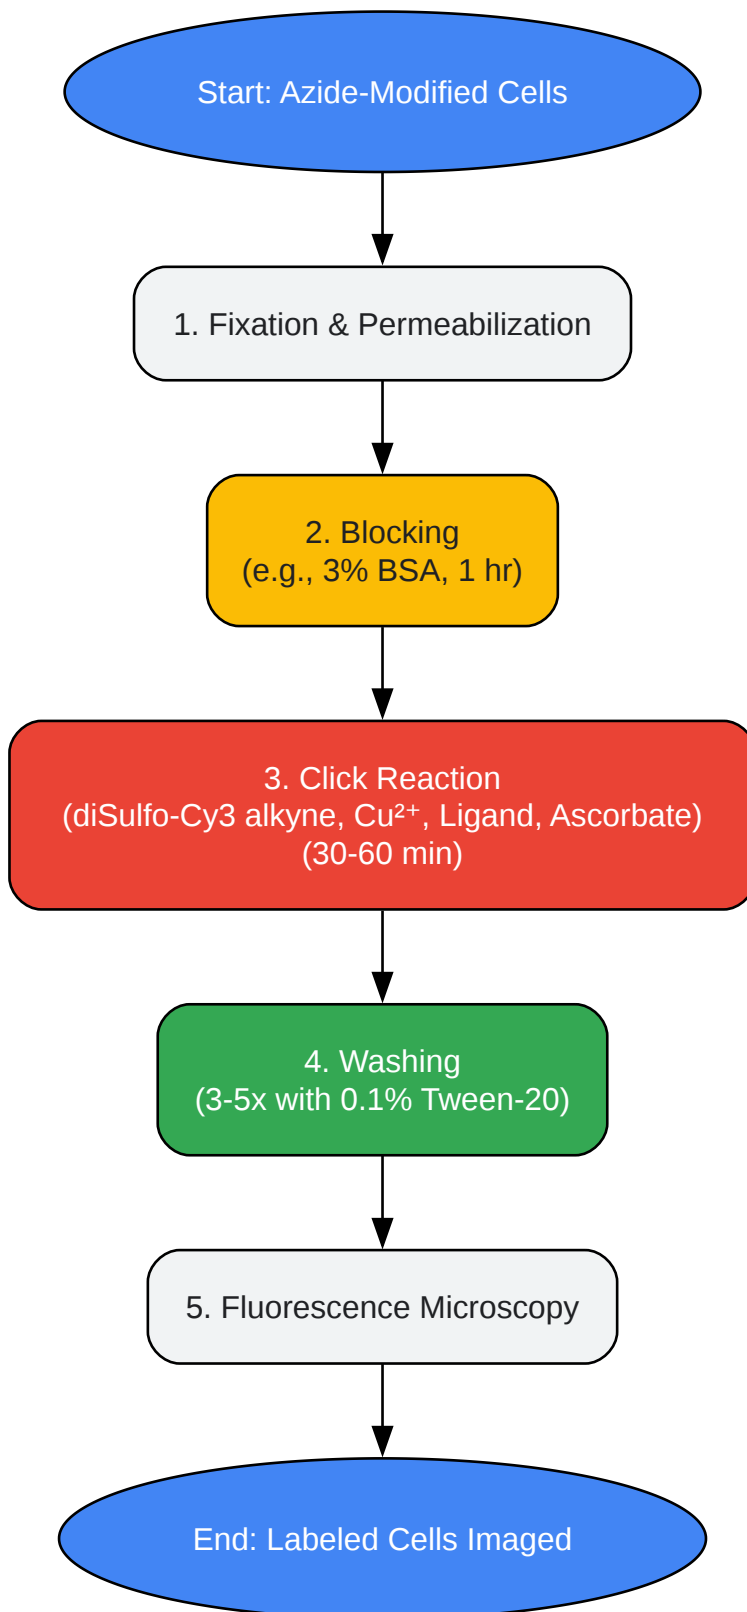 Start: Azide-Modified Cells
1. Fixation & Permeabilization
2. Blocking
(e.g., 3% BSA, 1 hr)
3. Click Reaction
(diSulfo-Cy3 alkyne, Cu²⁺, Ligand, Ascorbate)
(30-60 min)
4. Washing
(3-5x with 0.1% Tween-20)
5. Fluorescence Microscopy
End: Labeled Cells Imaged